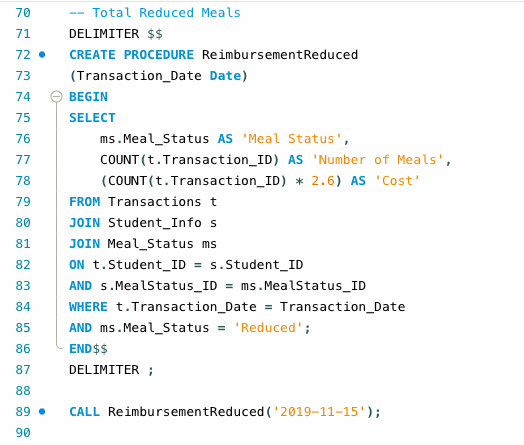 70 -- Total Reduced Meals
71 DELIMITER $$
72 CREATE PROCEDURE ReimbursementReduced
73 (Transaction_Date Date)
74 BEGIN
75 SELECT
76 ms.Meal_Status AS 'Meal Status',
77 COUNT(t.Transaction_ID) AS 'Number of Meals',
78 (COUNT(t.Transaction_ID) * 2.6) AS 'Cost'
79 FROM Transactions t
80 JOIN Student_Info s
81 JOIN Meal_Status ms
82 ON t.Student_ID = s.Student_ID
83 AND s.MealStatus_ID = ms.MealStatus_ID
84 WHERE t.Transaction_Date = Transaction_Date
85 AND ms.Meal_Status = 'Reduced';
86 END$$
87 DELIMITER ;
88
89 CALL ReimbursementReduced('2019-11-15');
90